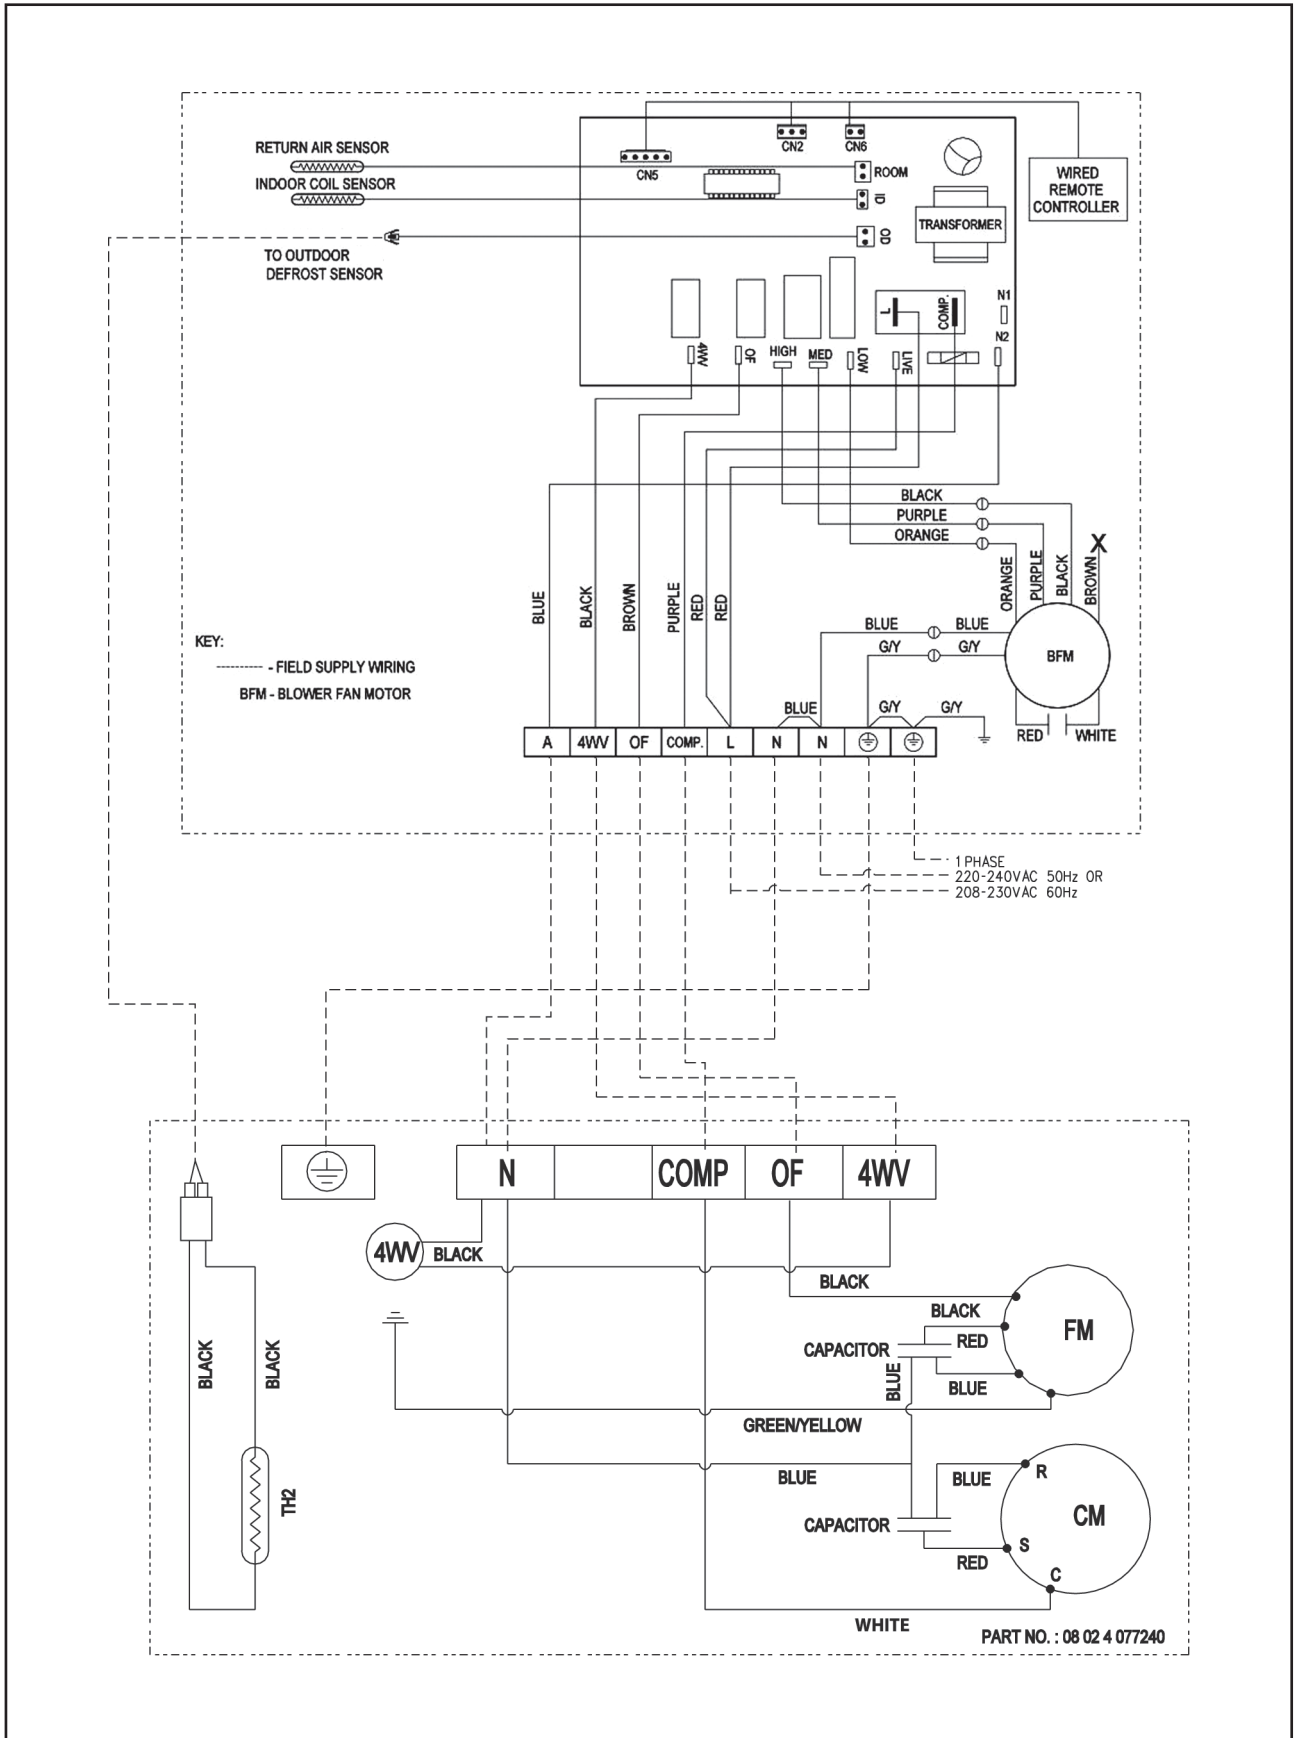 RETURN AIR SENSOR
INDOOR COIL SENSOR
TO OUTDOOR
DEFROST SENSOR
CN5
CN2
CN6
ROOM
ID
OD
TRANSFORMER
WIRED
REMOTE
CONTROLLER
4WV
OF
HIGH
MED
LOW
LIVE
L
COMP.
N1
N2
BLACK
PURPLE
ORANGE
ORANGE
PURPLE
BLACK
BROWN
X
BLUE
BLACK
BROWN
PURPLE
RED
RED
BLUE
BLUE
G/Y
G/Y
BFM
KEY:
- FIELD SUPPLY WIRING
BFM - BLOWER FAN MOTOR
BLUE
G/Y
G/Y
RED
WHITE
A
4WV
OF
COMP.
L
N
N
1 PHASE
220-240VAC 50Hz OR
208-230VAC 60Hz
N
COMP
OF
4WV
4WV
BLACK
BLACK
BLACK
RED
CAPACITOR
BLUE
BLUE
FM
BLACK
BLACK
GREEN/YELLOW
BLUE
BLUE
R
CM
CAPACITOR
S
RED
C
TH2
WHITE
PART NO. : 08 02 4 077240